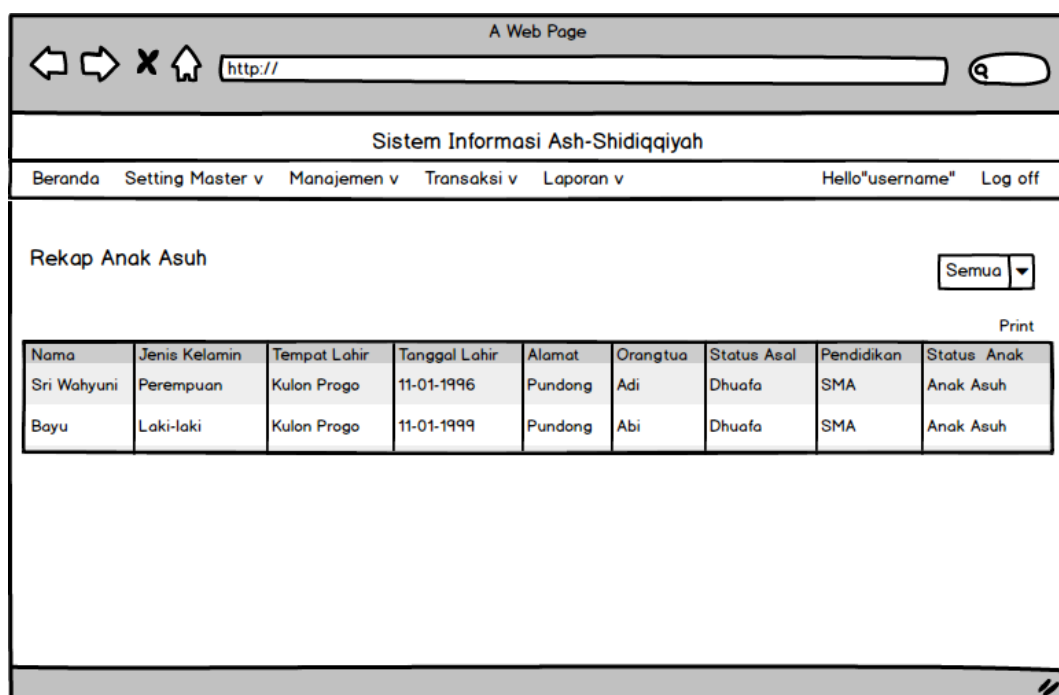 A Web Page
http://
Sistem Informasi Ash-Shidiqqiyah
Beranda Setting Master v Manajemen v Transaksi v Laporan v Hello"username" Log off
Rekap Anak Asuh
Semua
Print
Nama Jenis Kelamin Tempat Lahir Tanggal Lahir Alamat Orangtua Status Asal Pendidikan Status Anak
Sri Wahyuni Perempuan Kulon Progo 11-01-1996 Pundong Adi Dhuafa SMA Anak Asuh
Bayu Laki-laki Kulon Progo 11-01-1999 Pundong Abi Dhuafa SMA Anak Asuh